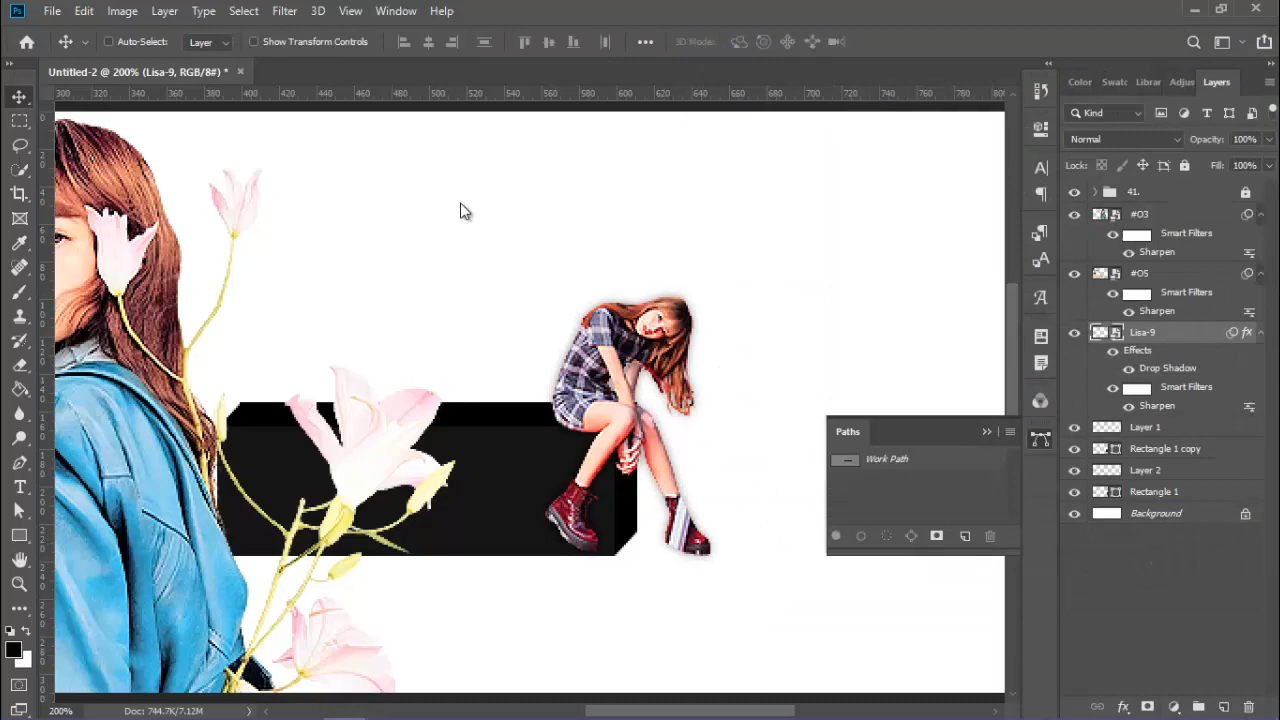 Ps File Edit Image Layer Type Select Filter 3D View Window Help
Auto-Select: Layer Show Transform Controls 3D Mode:
Untitled-2 @ 200% (Lisa-9, RGB/8#) * ×
Color Swatc Librar Adjus Layers
320 340 360 380 400 420 440 460 480 500 520 540 560 580 600 620 640 660 680 700 720 740 760 780 800
Kind
Normal Opacity: 100%
Lock: Fill: 100%
41.
#03
Smart Filters
Sharpen
#05
Smart Filters
Sharpen
Lisa-9 fx
Effects
Drop Shadow
Smart Filters
Sharpen
Layer 1
Rectangle 1 copy
Layer 2
Rectangle 1
Background
Paths
Work Path
200% Doc: 744.7K/7.12M